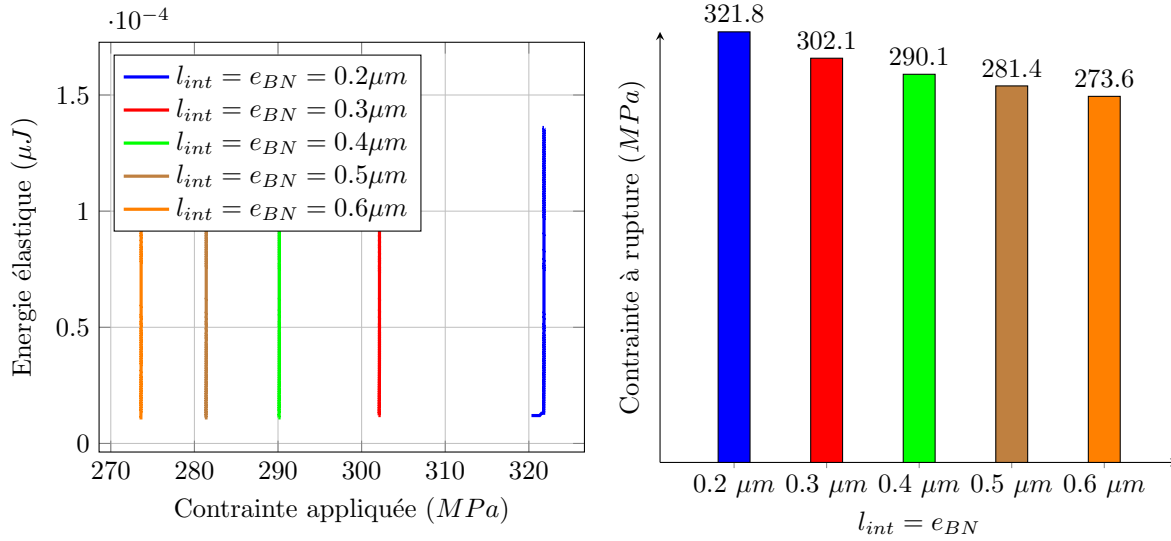 ·10⁻⁴
Energie élastique (μJ)
1.5
1
0.5
0
l_int = e_BN = 0.2μm
l_int = e_BN = 0.3μm
l_int = e_BN = 0.4μm
l_int = e_BN = 0.5μm
l_int = e_BN = 0.6μm
270 280 290 300 310 320
Contrainte appliquée (MPa)
Contrainte à rupture (MPa)
321.8
302.1
290.1
281.4
273.6
0.2 μm 0.3 μm 0.4 μm 0.5 μm 0.6 μm
l_int = e_BN